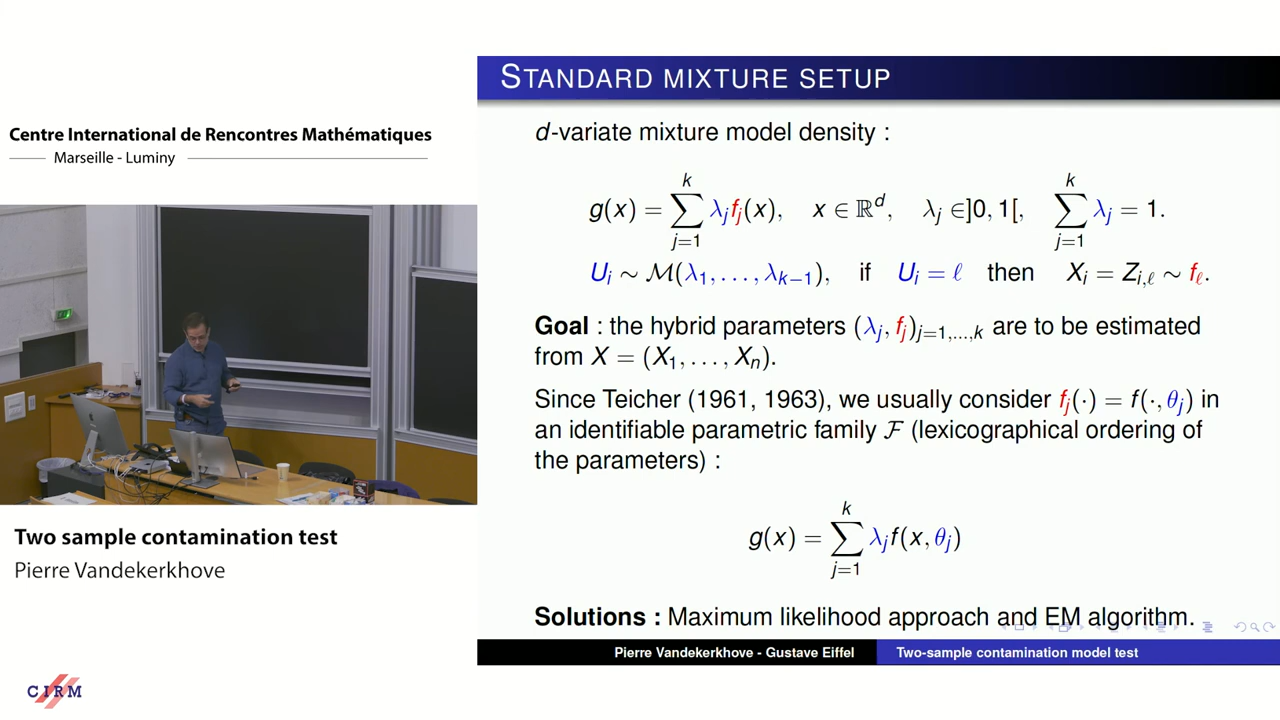 Centre International de Rencontres Mathématiques
Marseille - Luminy
Two sample contamination test
Pierre Vandekerkhove
CIRM
STANDARD MIXTURE SETUP
d-variate mixture model density :
g(x) = ∑_{j=1}^{k} λ_j f_j(x), x ∈ ℝ^d, λ_j ∈]0, 1[, ∑_{j=1}^{k} λ_j = 1.
U_i ∼ M(λ_1, . . . , λ_{k−1}), if U_i = ℓ then X_i = Z_{i,ℓ} ∼ f_ℓ.
Goal : the hybrid parameters (λ_j, f_j)_{j=1,...,k} are to be estimated
from X = (X_1, . . . , X_n).
Since Teicher (1961, 1963), we usually consider f_j(·) = f(·, θ_j) in
an identifiable parametric family F (lexicographical ordering of
the parameters) :
g(x) = ∑_{j=1}^{k} λ_j f(x, θ_j)
Solutions : Maximum likelihood approach and EM algorithm.
Pierre Vandekerkhove - Gustave Eiffel
Two-sample contamination model test